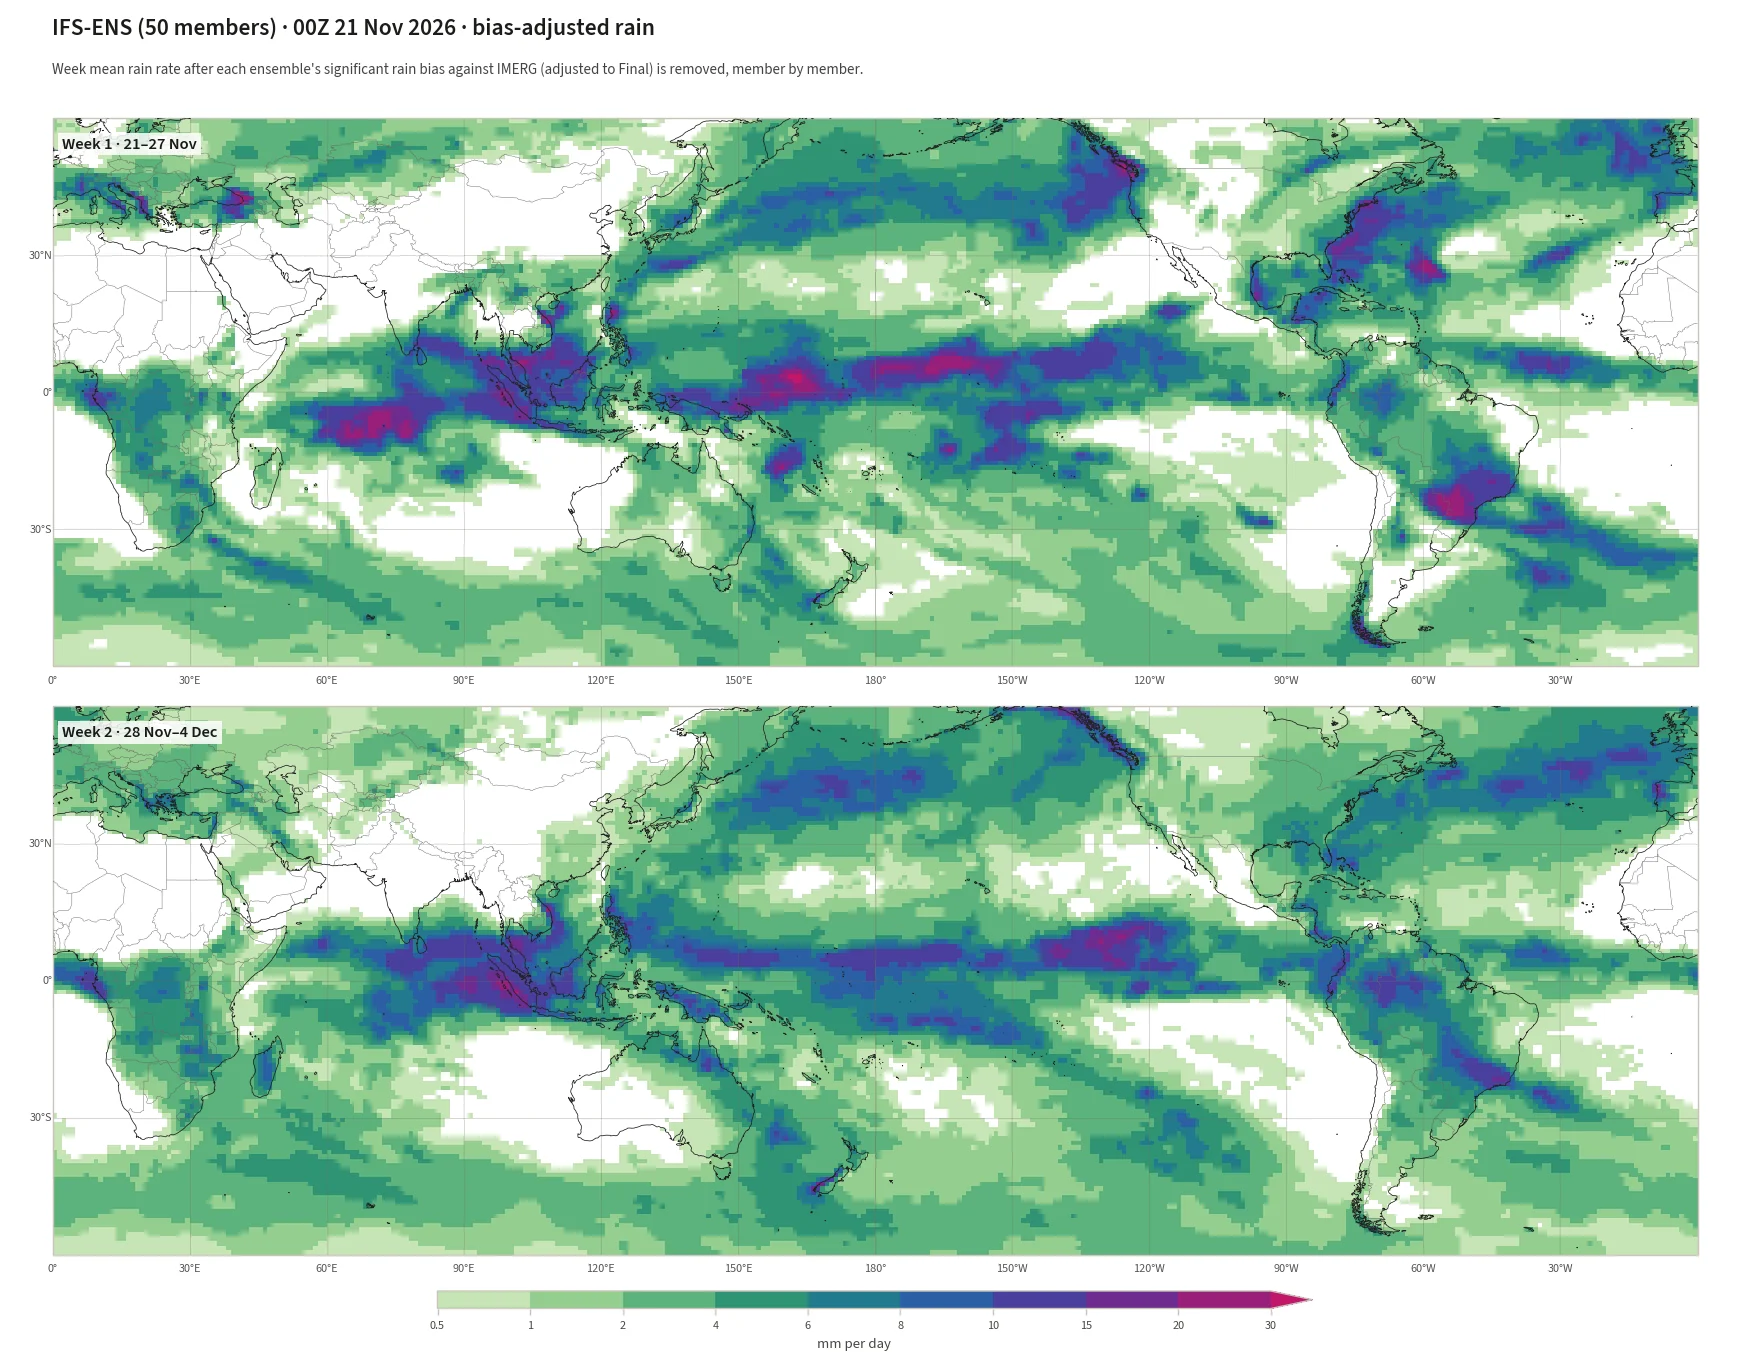 IFS-ENS (50 members) · 00Z 21 Nov 2026 · bias-adjusted rain
Week mean rain rate after each ensemble's significant rain bias against IMERG (adjusted to Final) is removed, member by member.
Week 1 · 21–27 Nov
30°N
0°
30°S
0° 30°E 60°E 90°E 120°E 150°E 180° 150°W 120°W 90°W 60°W 30°W
Week 2 · 28 Nov–4 Dec
30°N
0°
30°S
0° 30°E 60°E 90°E 120°E 150°E 180° 150°W 120°W 90°W 60°W 30°W
0.5 1 2 4 6 8 10 15 20 30
mm per day